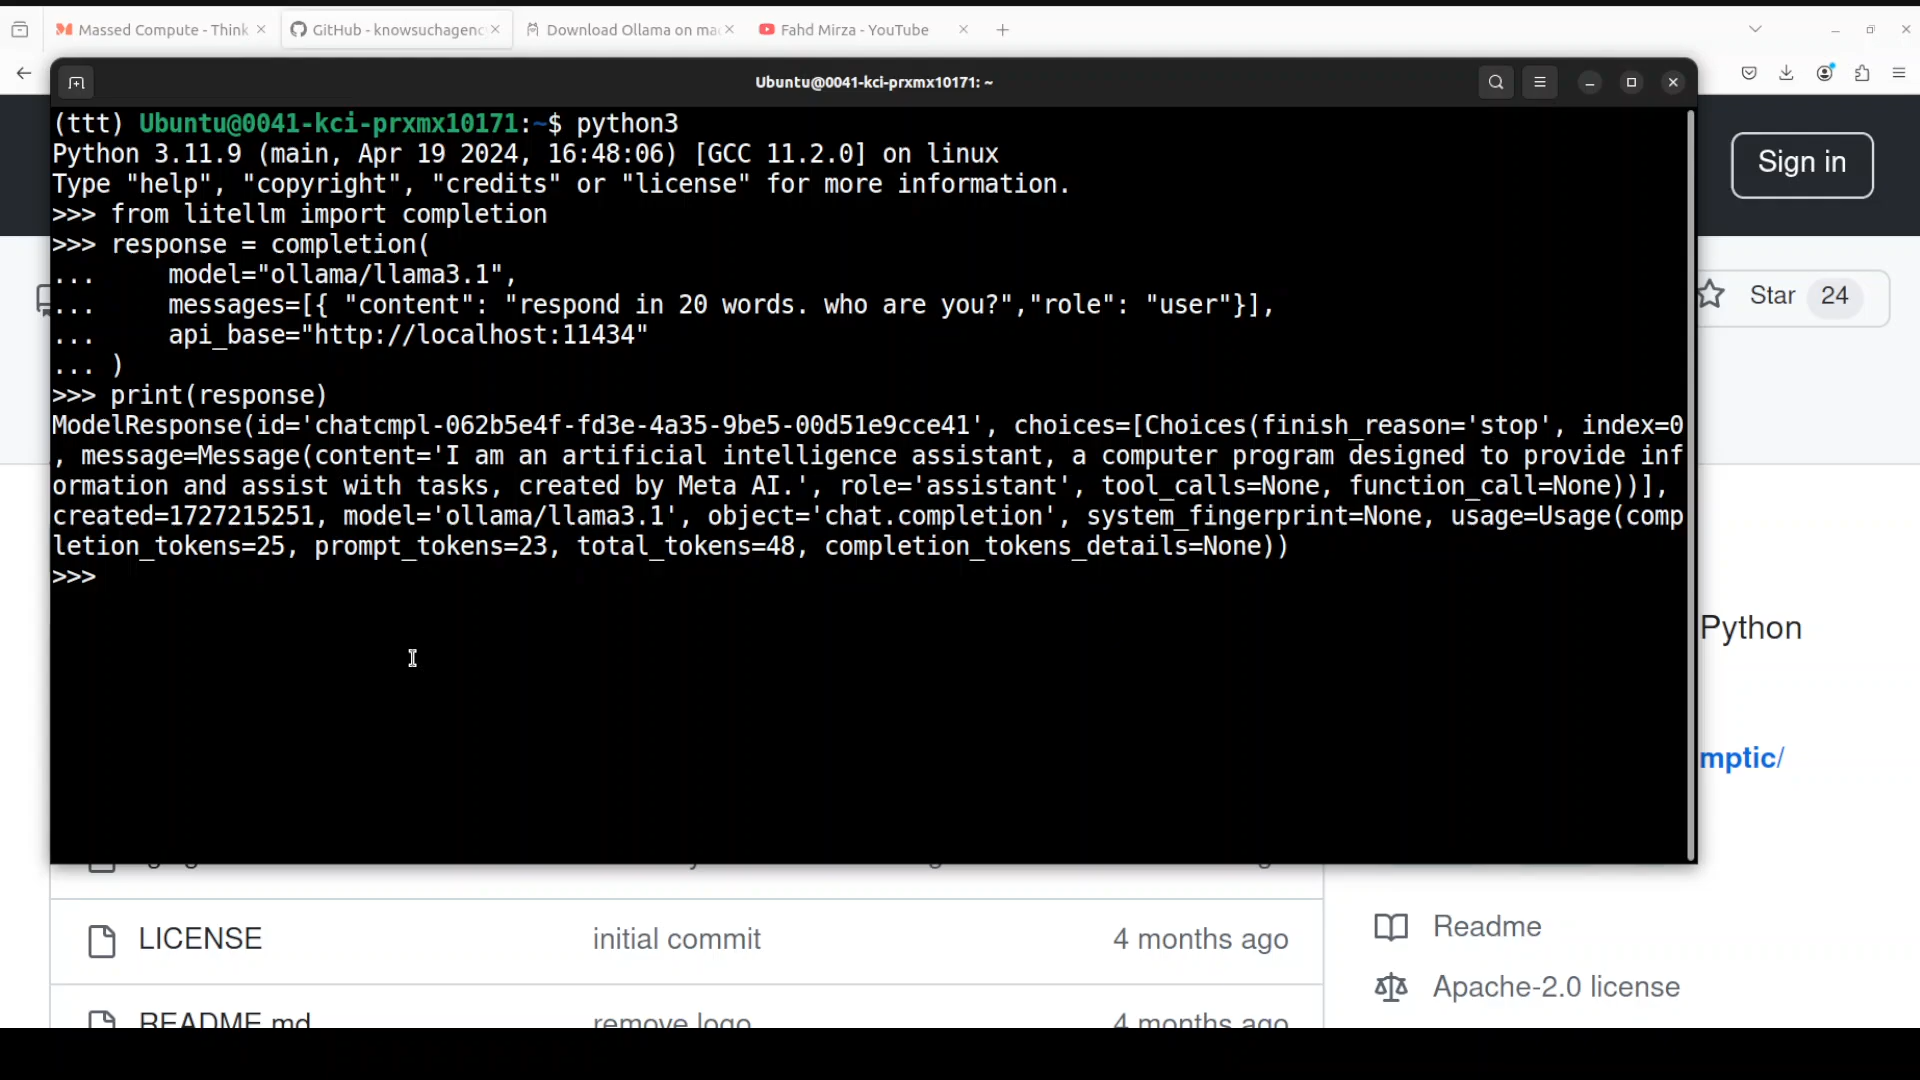 Massed Compute - Think
GitHub - knowsuchagenc
Download Ollama on mac
Fahd Mirza - YouTube
Ubuntu@0041-kci-prxmx10171: ~
(ttt) Ubuntu@0041-kci-prxmx10171:~$ python3
Python 3.11.9 (main, Apr 19 2024, 16:48:06) [GCC 11.2.0] on linux
Type "help", "copyright", "credits" or "license" for more information.
>>> from litellm import completion
>>> response = completion(
...     model="ollama/llama3.1",
...     messages=[{ "content": "respond in 20 words. who are you?","role": "user"}],
...     api_base="http://localhost:11434"
... )
>>> print(response)
ModelResponse(id='chatcmpl-062b5e4f-fd3e-4a35-9be5-00d51e9cce41', choices=[Choices(finish_reason='stop', index=0
, message=Message(content='I am an artificial intelligence assistant, a computer program designed to provide inf
ormation and assist with tasks, created by Meta AI.', role='assistant', tool_calls=None, function_call=None))],
created=1727215251, model='ollama/llama3.1', object='chat.completion', system_fingerprint=None, usage=Usage(comp
letion_tokens=25, prompt_tokens=23, total_tokens=48, completion_tokens_details=None))
>>>
Sign in
Star 24
Python
mptic/
LICENSE initial commit 4 months ago
README.md remove logo 4 months ago
Readme
Apache-2.0 license